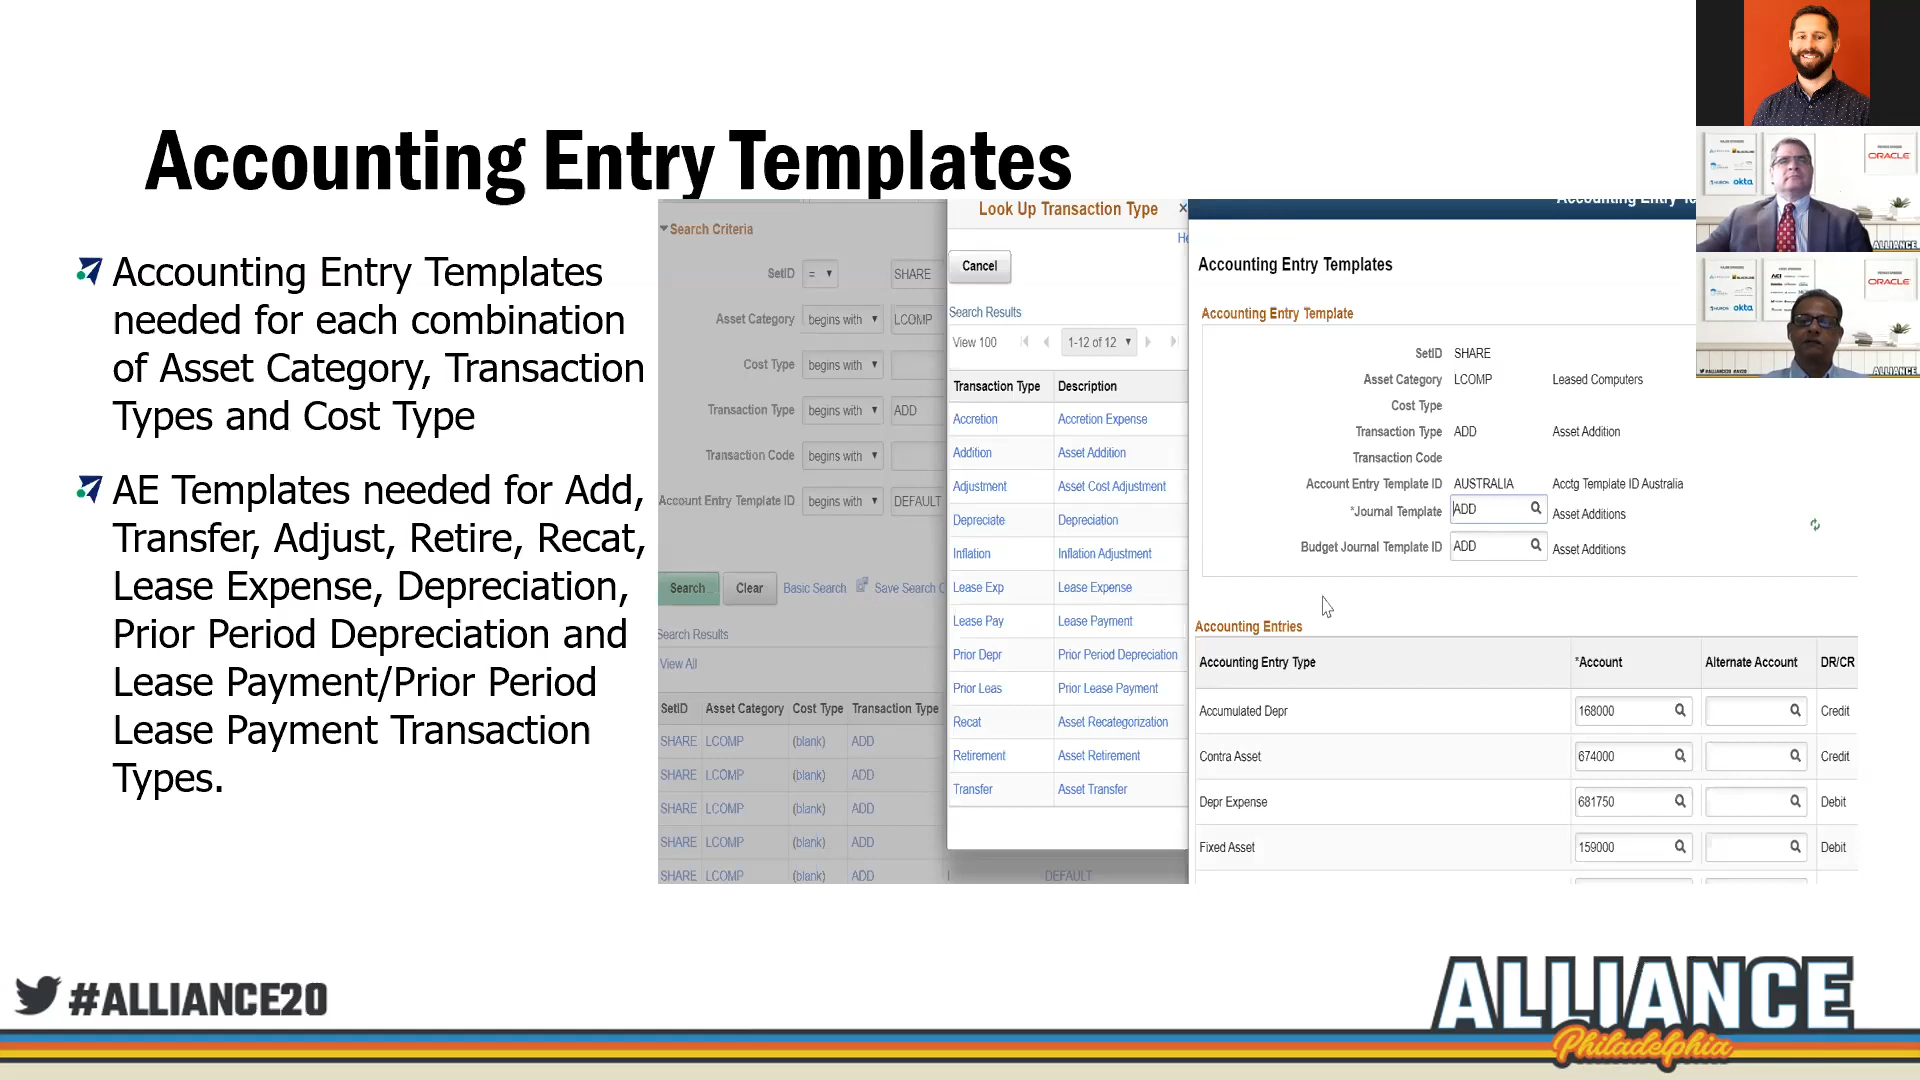 Accounting Entry Templates
Accounting Entry Templates
needed for each combination
of Asset Category, Transaction
Types and Cost Type
AE Templates needed for Add,
Transfer, Adjust, Retire, Recat,
Lease Expense, Depreciation,
Prior Period Depreciation and
Lease Payment/Prior Period
Lease Payment Transaction
Types.
Search Criteria
SetID = SHARE
Asset Category begins with LCOMP
Cost Type begins with
Transaction Type begins with ADD
Transaction Code begins with
Account Entry Template ID begins with DEFAULT
Search Clear Basic Search Save Search C
Search Results
View All
SetID Asset Category Cost Type Transaction Type
SHARE LCOMP (blank) ADD
SHARE LCOMP (blank) ADD
SHARE LCOMP (blank) ADD
SHARE LCOMP (blank) ADD
SHARE LCOMP (blank) ADD DEFAULT
Look Up Transaction Type ×
He
Cancel
Search Results
View 100 1-12 of 12
Transaction Type Description
Accretion Accretion Expense
Addition Asset Addition
Adjustment Asset Cost Adjustment
Depreciate Depreciation
Inflation Inflation Adjustment
Lease Exp Lease Expense
Lease Pay Lease Payment
Prior Depr Prior Period Depreciation
Prior Leas Prior Lease Payment
Recat Asset Recategorization
Retirement Asset Retirement
Transfer Asset Transfer
Accounting Entry Te
Accounting Entry Templates
Accounting Entry Template
SetID SHARE
Asset Category LCOMP Leased Computers
Cost Type
Transaction Type ADD Asset Addition
Transaction Code
Account Entry Template ID AUSTRALIA Acctg Template ID Australia
*Journal Template ADD Asset Additions
Budget Journal Template ID ADD Asset Additions
Accounting Entries
Accounting Entry Type *Account Alternate Account DR/CR
Accumulated Depr 168000 Credit
Contra Asset 674000 Credit
Depr Expense 681750 Debit
Fixed Asset 159000 Debit
ORACLE
okta
ALLIANCE
ORACLE
okta
ALLIANCE
#ALLIANCE20
ALLIANCE
Philadelphia